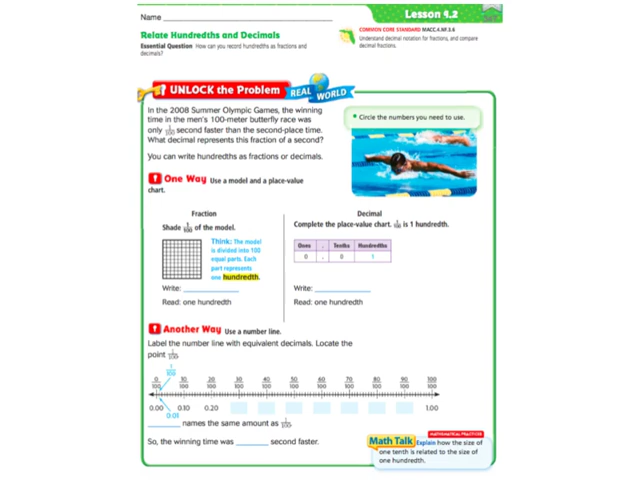 Name
Lesson 4.2
Relate Hundredths and Decimals
Essential Question How can you record hundredths as fractions and
decimals?
COMMON CORE STANDARD MACC.4.NF.3.6
Understand decimal notation for fractions, and compare
decimal fractions.
UNLOCK the Problem REAL WORLD
In the 2008 Summer Olympic Games, the winning
time in the men's 100-meter butterfly race was
only 1/100 second faster than the second-place time.
What decimal represents this fraction of a second?
You can write hundredths as fractions or decimals.
• Circle the numbers you need to use.
One Way Use a model and a place-value
chart.
Fraction
Shade 1/100 of the model.
Think: The model
is divided into 100
equal parts. Each
part represents
one hundredth.
Write:
Read: one hundredth
Decimal
Complete the place-value chart. 1/100 is 1 hundredth.
Ones . Tenths Hundredths
0 . 0 1
Write:
Read: one hundredth
Another Way Use a number line.
Label the number line with equivalent decimals. Locate the
point 1/100.
1/100
0/100 10/100 20/100 30/100 40/100 50/100 60/100 70/100 80/100 90/100 100/100
0.00 0.10 0.20 1.00
0.01
names the same amount as 1/100.
So, the winning time was second faster.
MATHEMATICAL PRACTICES
Math Talk Explain how the size of
one tenth is related to the size of
one hundredth.